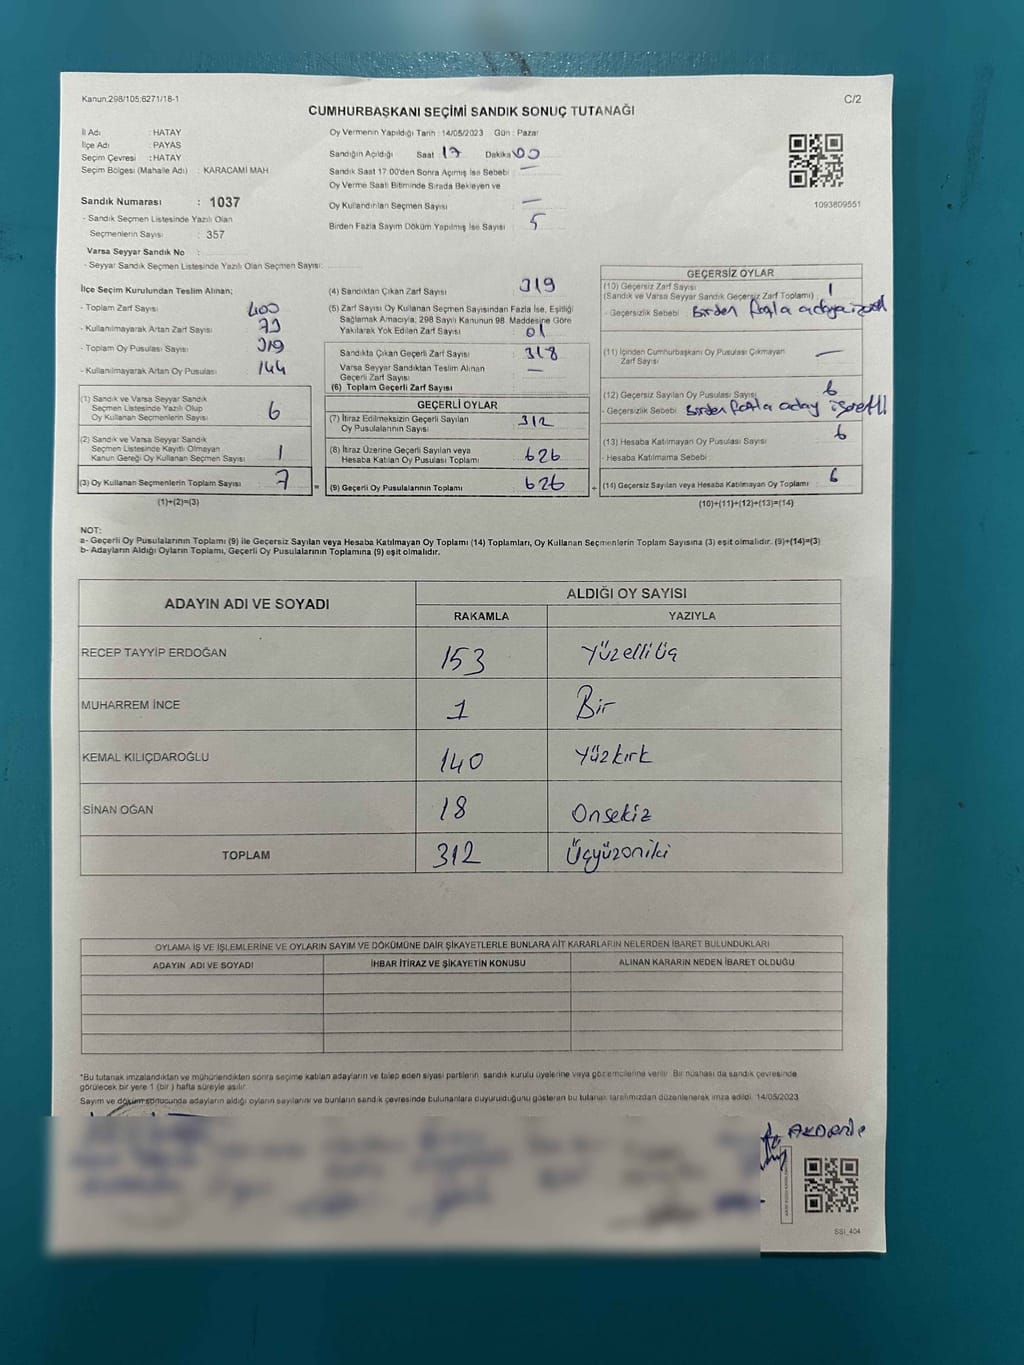 Kanun:298/105;6271/18-1
C/2
CUMHURBAŞKANI SEÇİMİ SANDIK SONUÇ TUTANAĞI
İl Adı : HATAY
İlçe Adı : PAYAS
Seçim Çevresi : HATAY
Seçim Bölgesi (Mahalle Adı) : KARACAMİ MAH
Sandık Numarası : 1037
- Sandık Seçmen Listesinde Yazılı Olan
Seçmenlerin Sayısı : 357
Varsa Seyyar Sandık No :
- Seyyar Sandık Seçmen Listesinde Yazılı Olan Seçmen Sayısı:
Oy Vermenin Yapıldığı Tarih : 14/05/2023 Gün : Pazar
Sandığın Açıldığı Saat 17 Dakika 00
Sandık Saat 17:00'den Sonra Açımış İse Sebebi : —
Oy Verme Saati Bitiminde Sırada Bekleyen ve
Oy Kullandırılan Seçmen Sayısı : —
Birden Fazla Sayım Döküm Yapılmış İse Sayısı : 5
1093809551
İlçe Seçim Kurulundan Teslim Alınan;
- Toplam Zarf Sayısı : 400
- Kullanılmayarak Artan Zarf Sayısı : 79
- Toplam Oy Pusulası Sayısı : 319
- Kullanılmayarak Artan Oy Pusulası : 144
(1) Sandık ve Varsa Seyyar Sandık
Seçmen Listesinde Yazılı Olup
Oy Kullanan Seçmenlerin Sayısı : 6
(2) Sandık ve Varsa Seyyar Sandık
Seçmen Listesinde Kayıtlı Olmayan
Kanun Gereği Oy Kullanan Seçmen Sayısı : 1
(3) Oy Kullanan Seçmenlerin Toplam Sayısı : 7
(1)+(2)=(3)
(4) Sandıktan Çıkan Zarf Sayısı : 319
(5) Zarf Sayısı Oy Kullanan Seçmen Sayısından Fazla İse, Eşitliği
Sağlamak Amacıyla, 298 Sayılı Kanunun 98. Maddesine Göre
Yakılarak Yok Edilen Zarf Sayısı : 01
Sandıkta Çıkan Geçerli Zarf Sayısı : 318
Varsa Seyyar Sandıktan Teslim Alınan
Geçerli Zarf Sayısı : —
(6) Toplam Geçerli Zarf Sayısı :
GEÇERLİ OYLAR
(7) İtiraz Edilmeksizin Geçerli Sayılan
Oy Pusulalarının Sayısı : 312
(8) İtiraz Üzerine Geçerli Sayılan veya
Hesaba Katılan Oy Pusulası Toplamı : 626
(9) Geçerli Oy Pusulalarının Toplamı : 626
GEÇERSİZ OYLAR
(10) Geçersiz Zarf Sayısı : 1
(Sandık ve Varsa Seyyar Sandık Geçersiz Zarf Toplamı)
- Geçersizlik Sebebi : Birden fazla adaya
(11) İçinden Cumhurbaşkanı Oy Pusulası Çıkmayan
Zarf Sayısı : —
(12) Geçersiz Sayılan Oy Pusulası Sayısı : 6
- Geçersizlik Sebebi : Birden fazla aday işaretli
(13) Hesaba Katılmayan Oy Pusulası Sayısı : 6
- Hesaba Katılmama Sebebi :
(14) Geçersiz Sayılan veya Hesaba Katılmayan Oy Toplamı : 6
(10)+(11)+(12)+(13)=(14)
NOT:
a- Geçerli Oy Pusulalarının Toplamı (9) ile Geçersiz Sayılan veya Hesaba Katılmayan Oy Toplamı (14) Toplamları, Oy Kullanan Seçmenlerin Toplam Sayısına (3) eşit olmalıdır. (9)+(14)=(3)
b- Adayların Aldığı Oyların Toplamı, Geçerli Oy Pusulalarının Toplamına (9) eşit olmalıdır.
ADAYIN ADI VE SOYADI
ALDIĞI OY SAYISI
RAKAMLA YAZIYLA
RECEP TAYYİP ERDOĞAN 153 Yüzelliüç
MUHARREM İNCE 1 Bir
KEMAL KILIÇDAROĞLU 140 Yüzkırk
SİNAN OĞAN 18 Onsekiz
TOPLAM 312 Üçyüzoniki
OYLAMA İŞ VE İŞLEMLERİNE VE OYLARIN SAYIM VE DÖKÜMÜNE DAİR ŞİKAYETLERLE BUNLARA AİT KARARLARIN NELERDEN İBARET BULUNDUKLARI
ADAYIN ADI VE SOYADI İHBAR İTİRAZ VE ŞİKAYETİN KONUSU ALINAN KARARIN NEDEN İBARET OLDUĞU
*Bu tutanak imzalandıktan ve mühürlendikten sonra seçime katılan adayların ve talep eden siyasi partilerin sandık kurulu üyelerine veya gözlemcilerine verilir. Bir nüshası da sandık çevresinde
görülecek bir yere 1 (bir) hafta süreyle asılır.
Sayım ve döküm sonucunda adayların aldığı oyların sayılarını ve bunların sandık çevresinde bulunanlara duyurulduğunu gösteren bu tutanak tarafımızdan düzenlenerek imza edildi. 14/05/2023
SSI_404